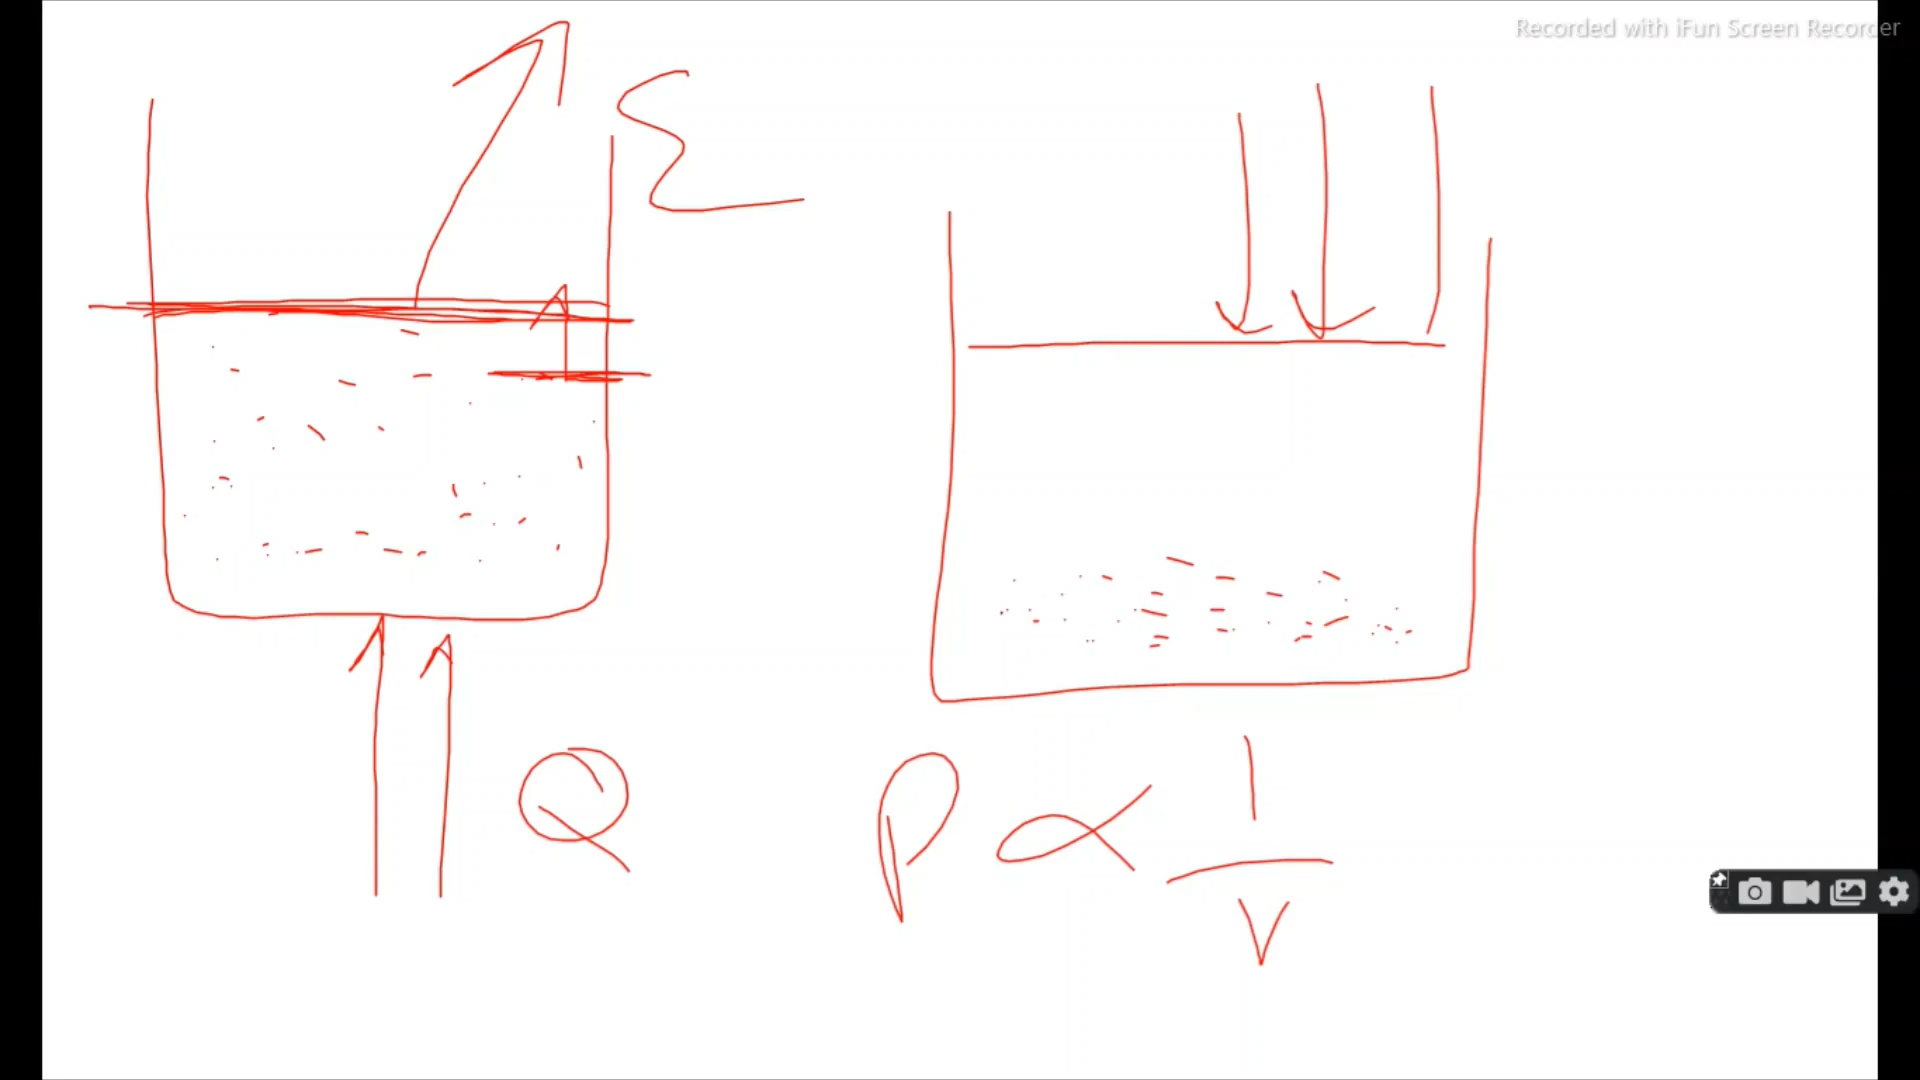 Recorded with iFun Screen Recorder
Σ
Q
P ∝ 1/V